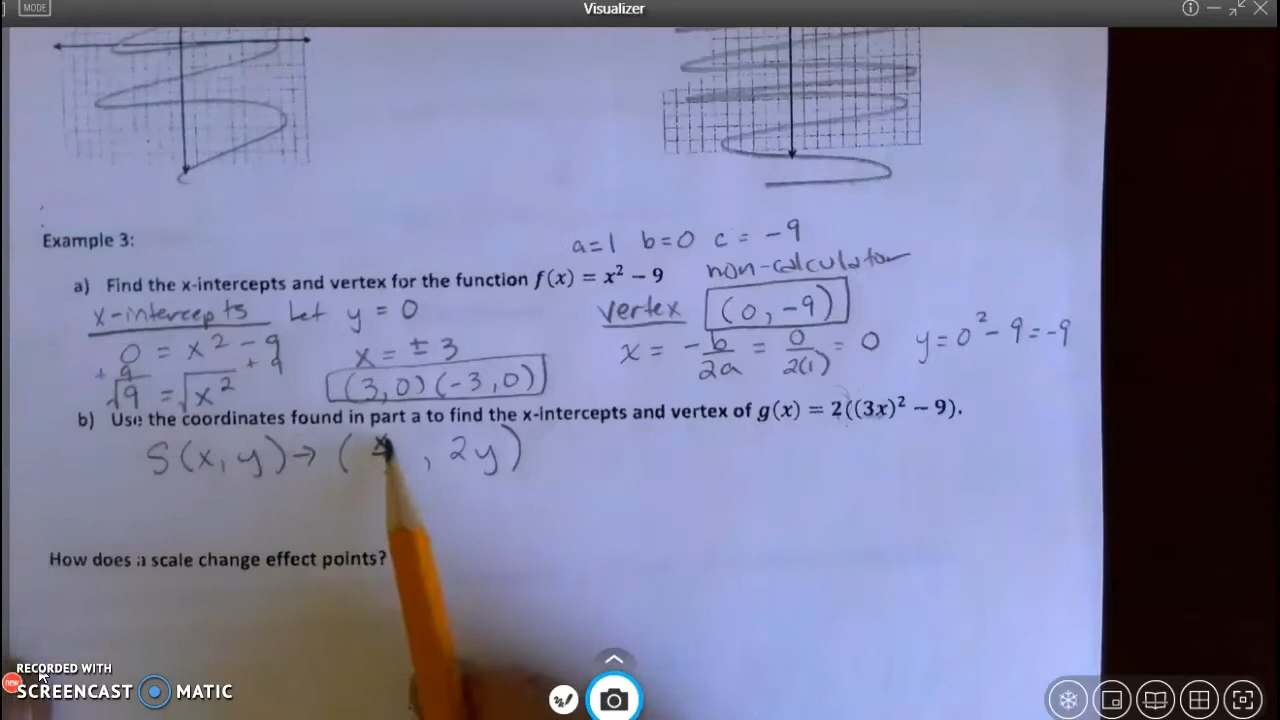 MODE
Visualizer
Example 3:
a=1 b=0 c = -9
a) Find the x-intercepts and vertex for the function f(x) = x² − 9
non-calculator
x-intercepts Let y = 0
0 = x² - 9
+9 +9
√9 = √x²
x = ± 3
(3,0) (-3,0)
vertex (0, -9)
x = -b/2a = 0/2(1) = 0 y = 0² - 9 = -9
b) Use the coordinates found in part a to find the x-intercepts and vertex of g(x) = 2((3x)² − 9).
S(x,y) → ( x , 2y)
How does a scale change effect points?
RECORDED WITH
SCREENCAST MATIC
new